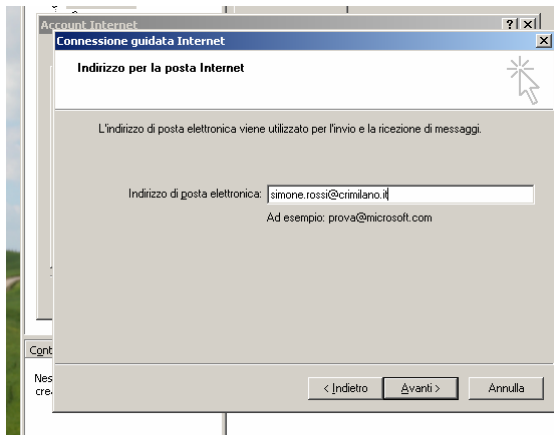 Account Internet
Connessione guidata Internet
Indirizzo per la posta Internet
L'indirizzo di posta elettronica viene utilizzato per l'invio e la ricezione di messaggi.
Indirizzo di posta elettronica: simone.rossi@crimilano.it
Ad esempio: prova@microsoft.com
Cont
Nes
cre
< Indietro
Avanti >
Annulla